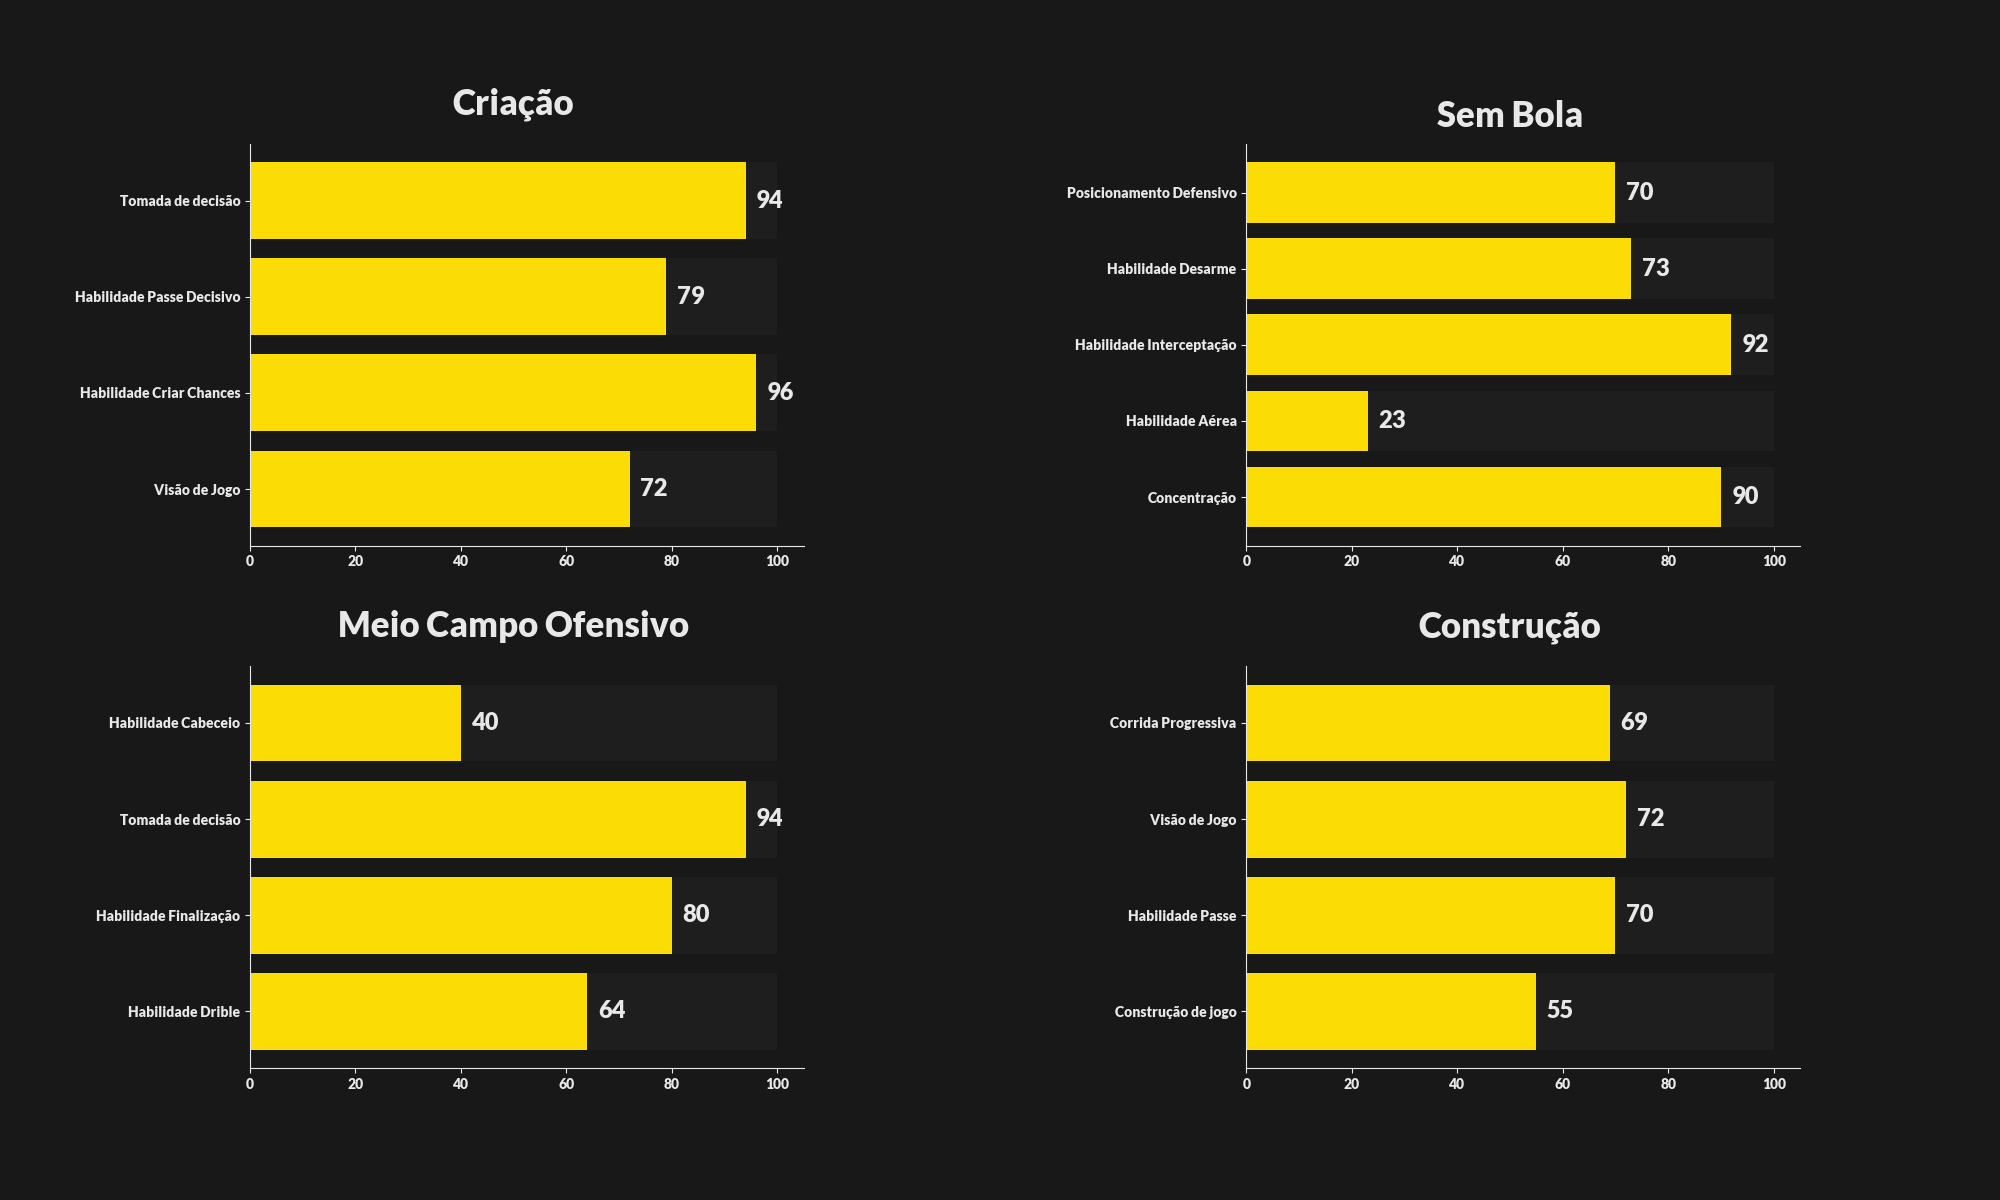 Criação
Tomada de decisão
94
Habilidade Passe Decisivo
79
Habilidade Criar Chances
96
Visão de Jogo
72
0 20 40 60 80 100
Sem Bola
Posicionamento Defensivo
70
Habilidade Desarme
73
Habilidade Interceptação
92
Habilidade Aérea
23
Concentração
90
0 20 40 60 80 100
Meio Campo Ofensivo
Habilidade Cabeceio
40
Tomada de decisão
94
Habilidade Finalização
80
Habilidade Drible
64
0 20 40 60 80 100
Construção
Corrida Progressiva
69
Visão de Jogo
72
Habilidade Passe
70
Construção de jogo
55
0 20 40 60 80 100